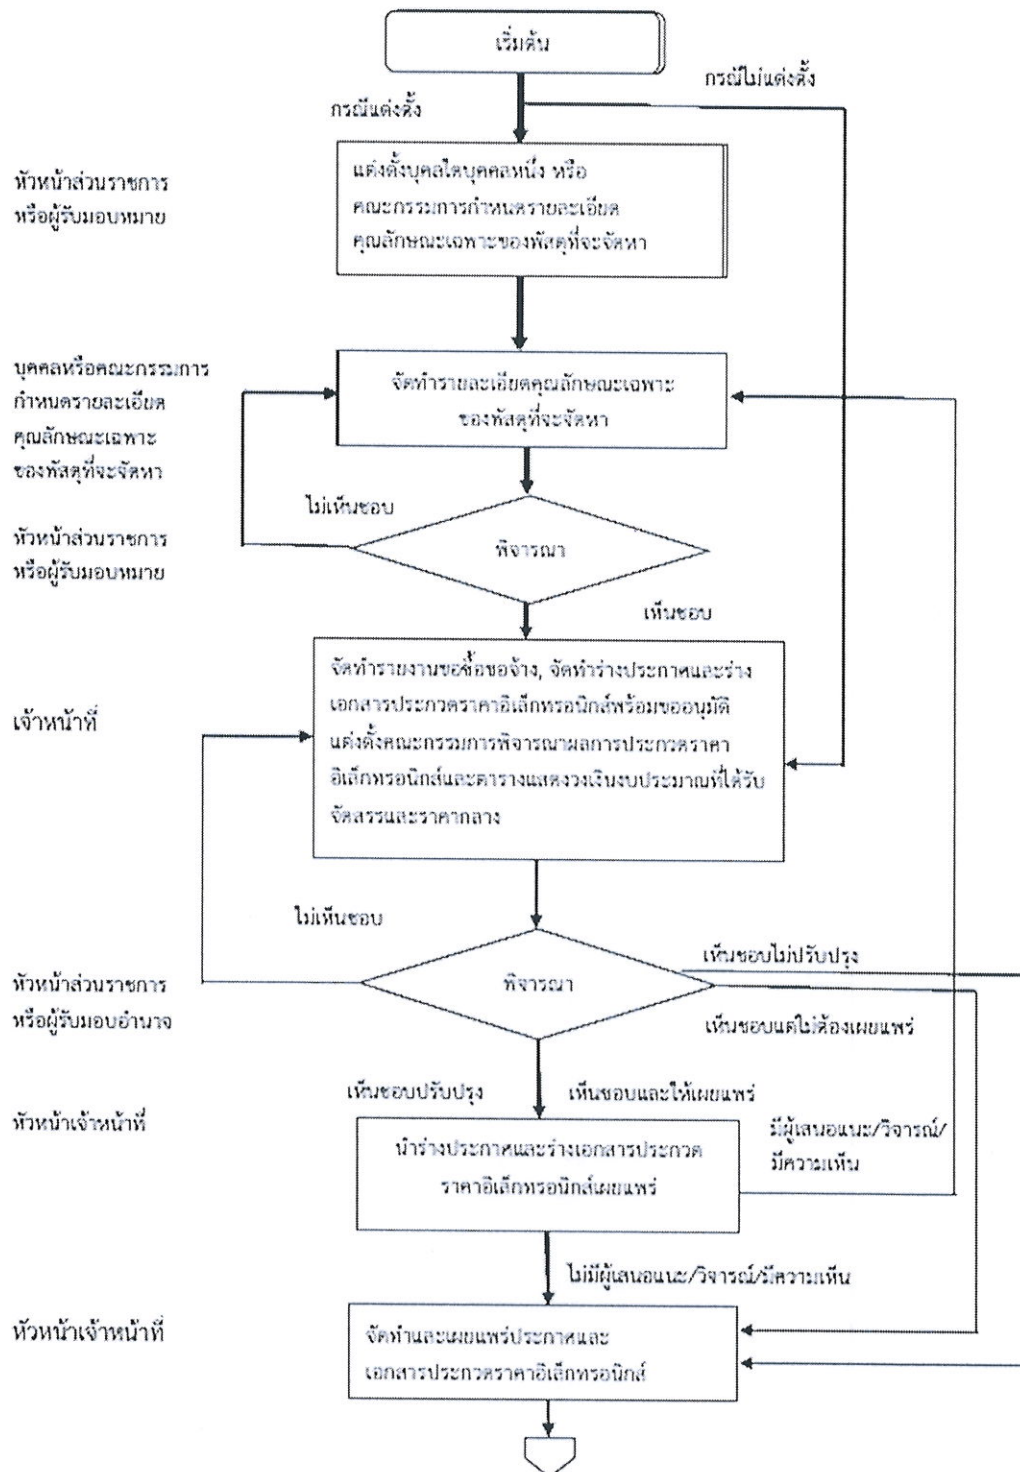 เริ่มต้น
กรณีไม่แต่งตั้ง
กรณีแต่งตั้ง
หัวหน้าส่วนราชการ
หรือผู้รับมอบหมาย
แต่งตั้งบุคคลใดบุคคลหนึ่ง หรือ
คณะกรรมการกำหนดรายละเอียด
คุณลักษณะเฉพาะของพัสดุที่จะจัดหา
บุคคลหรือคณะกรรมการ
กำหนดรายละเอียด
คุณลักษณะเฉพาะ
ของพัสดุที่จะจัดหา
จัดทำรายละเอียดคุณลักษณะเฉพาะ
ของพัสดุที่จะจัดหา
ไม่เห็นชอบ
หัวหน้าส่วนราชการ
หรือผู้รับมอบหมาย
พิจารณา
เห็นชอบ
เจ้าหน้าที่
จัดทำรายงานขอซื้อขอจ้าง, จัดทำร่างประกาศและร่าง
เอกสารประกวดราคาอิเล็กทรอนิกส์พร้อมขออนุมัติ
แต่งตั้งคณะกรรมการพิจารณาผลการประกวดราคา
อิเล็กทรอนิกส์และตารางแสดงวงเงินงบประมาณที่ได้รับ
จัดสรรและราคากลาง
ไม่เห็นชอบ
หัวหน้าส่วนราชการ
หรือผู้รับมอบอำนาจ
พิจารณา
เห็นชอบไม่ปรับปรุง
เห็นชอบแต่ไม่ต้องเผยแพร่
เห็นชอบปรับปรุง
เห็นชอบและให้เผยแพร่
หัวหน้าเจ้าหน้าที่
นำร่างประกาศและร่างเอกสารประกวด
ราคาอิเล็กทรอนิกส์เผยแพร่
มีผู้เสนอแนะ/วิจารณ์/
มีความเห็น
ไม่มีผู้เสนอแนะ/วิจารณ์/มีความเห็น
หัวหน้าเจ้าหน้าที่
จัดทำและเผยแพร่ประกาศและ
เอกสารประกวดราคาอิเล็กทรอนิกส์